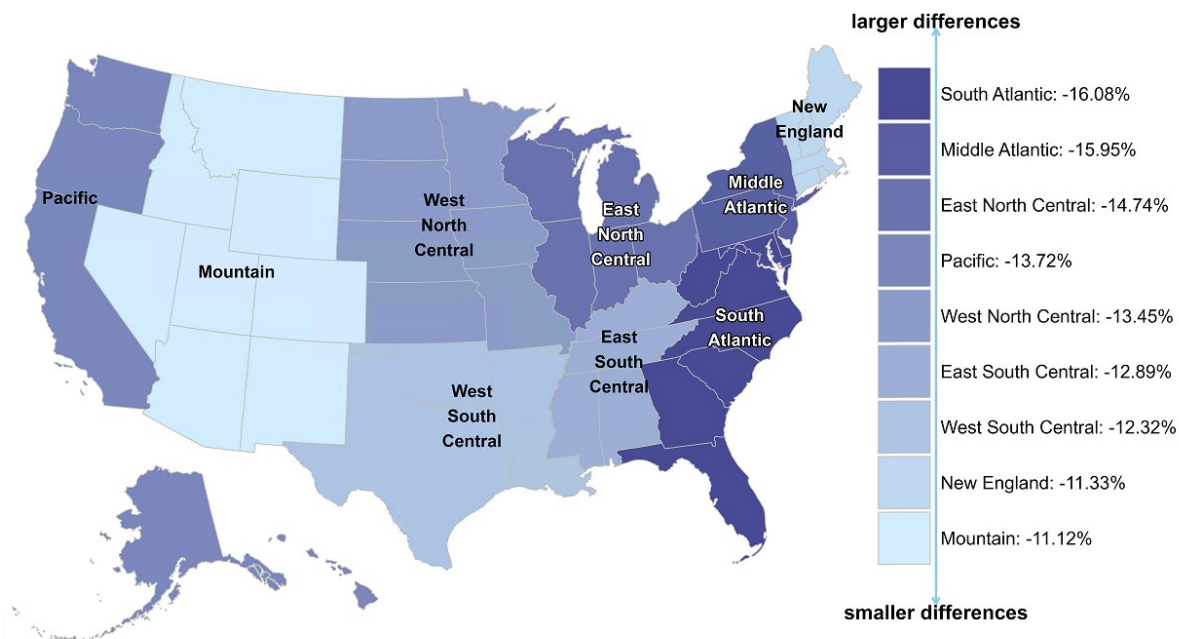 larger differences
South Atlantic: -16.08%
Middle Atlantic: -15.95%
East North Central: -14.74%
Pacific: -13.72%
West North Central: -13.45%
East South Central: -12.89%
West South Central: -12.32%
New England: -11.33%
Mountain: -11.12%
smaller differences
Pacific
Mountain
West
North
Central
West
South
Central
East
North
Central
East
South
Central
Middle
Atlantic
South
Atlantic
New
England